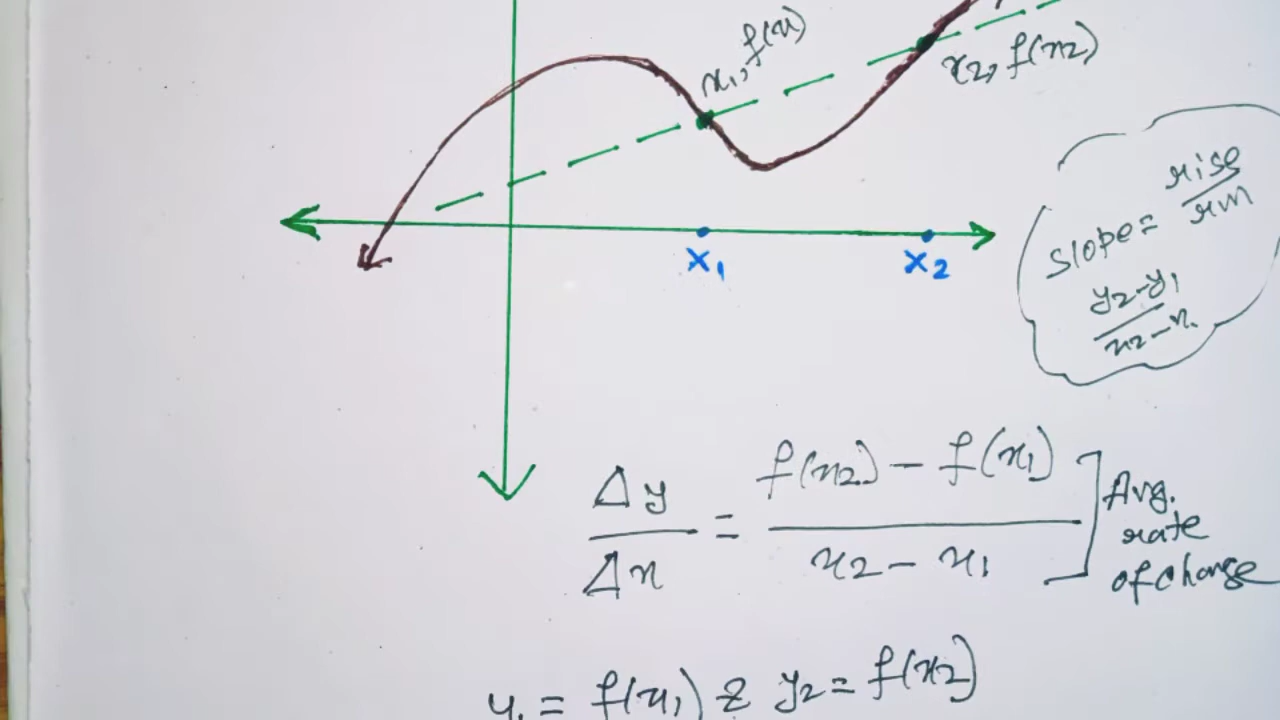 x1, f(x)
x2, f(x2)
x1
x2
slope = rise/run
y2-y1/x2-x1
Δy/Δx = f(x2) - f(x1)/x2 - x1
Avg.
rate
of change
y1 = f(x1) & y2 = f(x2)